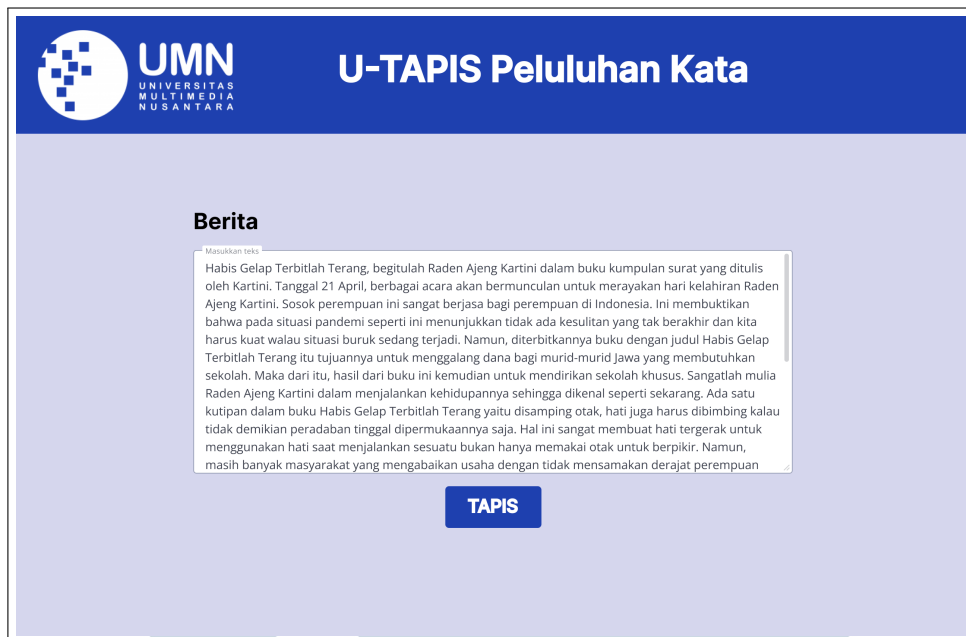 UMN
UNIVERSITAS
MULTIMEDIA
NUSANTARA
U-TAPIS Peluluhan Kata
Berita
Masukkan teks
Habis Gelap Terbitlah Terang, begitulah Raden Ajeng Kartini dalam buku kumpulan surat yang ditulis
oleh Kartini. Tanggal 21 April, berbagai acara akan bermunculan untuk merayakan hari kelahiran Raden
Ajeng Kartini. Sosok perempuan ini sangat berjasa bagi perempuan di Indonesia. Ini membuktikan
bahwa pada situasi pandemi seperti ini menunjukkan tidak ada kesulitan yang tak berakhir dan kita
harus kuat walau situasi buruk sedang terjadi. Namun, diterbitkannya buku dengan judul Habis Gelap
Terbitlah Terang itu tujuannya untuk menggalang dana bagi murid-murid Jawa yang membutuhkan
sekolah. Maka dari itu, hasil dari buku ini kemudian untuk mendirikan sekolah khusus. Sangatlah mulia
Raden Ajeng Kartini dalam menjalankan kehidupannya sehingga dikenal seperti sekarang. Ada satu
kutipan dalam buku Habis Gelap Terbitlah Terang yaitu disamping otak, hati juga harus dibimbing kalau
tidak demikian peradaban tinggal dipermukaannya saja. Hal ini sangat membuat hati tergerak untuk
menggunakan hati saat menjalankan sesuatu bukan hanya memakai otak untuk berpikir. Namun,
masih banyak masyarakat yang mengabaikan usaha dengan tidak mensamakan derajat perempuan
TAPIS